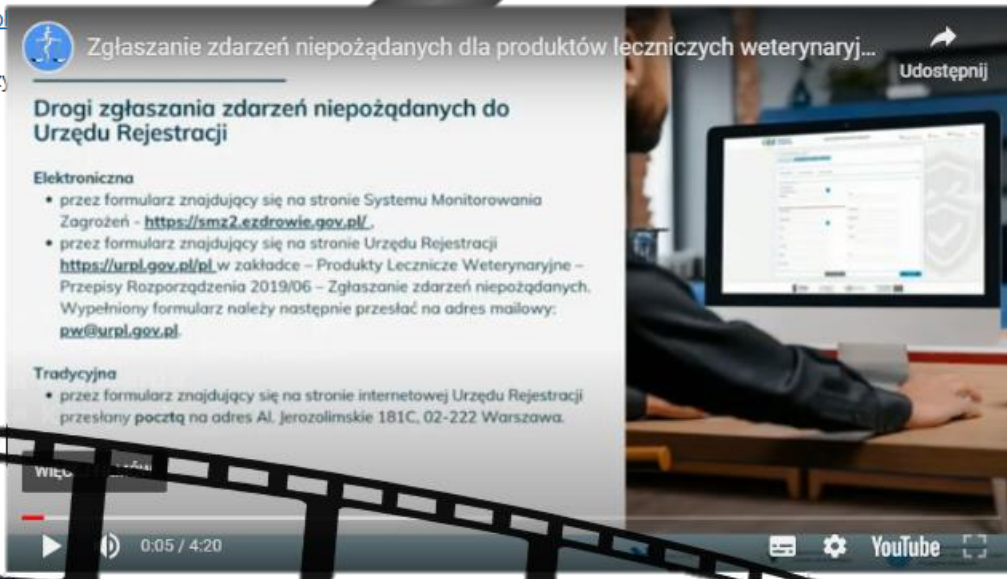 Zgłaszanie zdarzeń niepożądanych dla produktów leczniczych weterynaryj...
Udostępnij
Drogi zgłaszania zdarzeń niepożądanych do
Urzędu Rejestracji
Elektroniczna
• przez formularz znajdujący się na stronie Systemu Monitorowania
Zagrożeń - https://smz2.ezdrowie.gov.pl/ ,
• przez formularz znajdujący się na stronie Urzędu Rejestracji
https://urpl.gov.pl/pl w zakładce – Produkty Lecznicze Weterynaryjne –
Przepisy Rozporządzenia 2019/06 – Zgłaszanie zdarzeń niepożądanych.
Wypełniony formularz należy następnie przesłać na adres mailowy:
pw@urpl.gov.pl.
Tradycyjna
• przez formularz znajdujący się na stronie internetowej Urzędu Rejestracji
przesłany pocztą na adres Al. Jerozolimskie 181C, 02-222 Warszawa.
0:05 / 4:20
YouTube